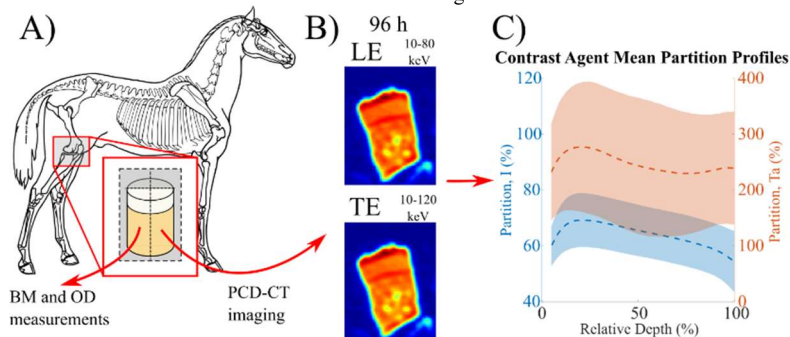 A)
BM and OD
measurements
PCD-CT
imaging
B)
96 h
LE
10-80
keV
TE
10-120
keV
C)
Contrast Agent Mean Partition Profiles
120
100
80
60
40
Partition, I (%)
400
300
200
100
0
Partition, Ta (%)
0
50
100
Relative Depth (%)